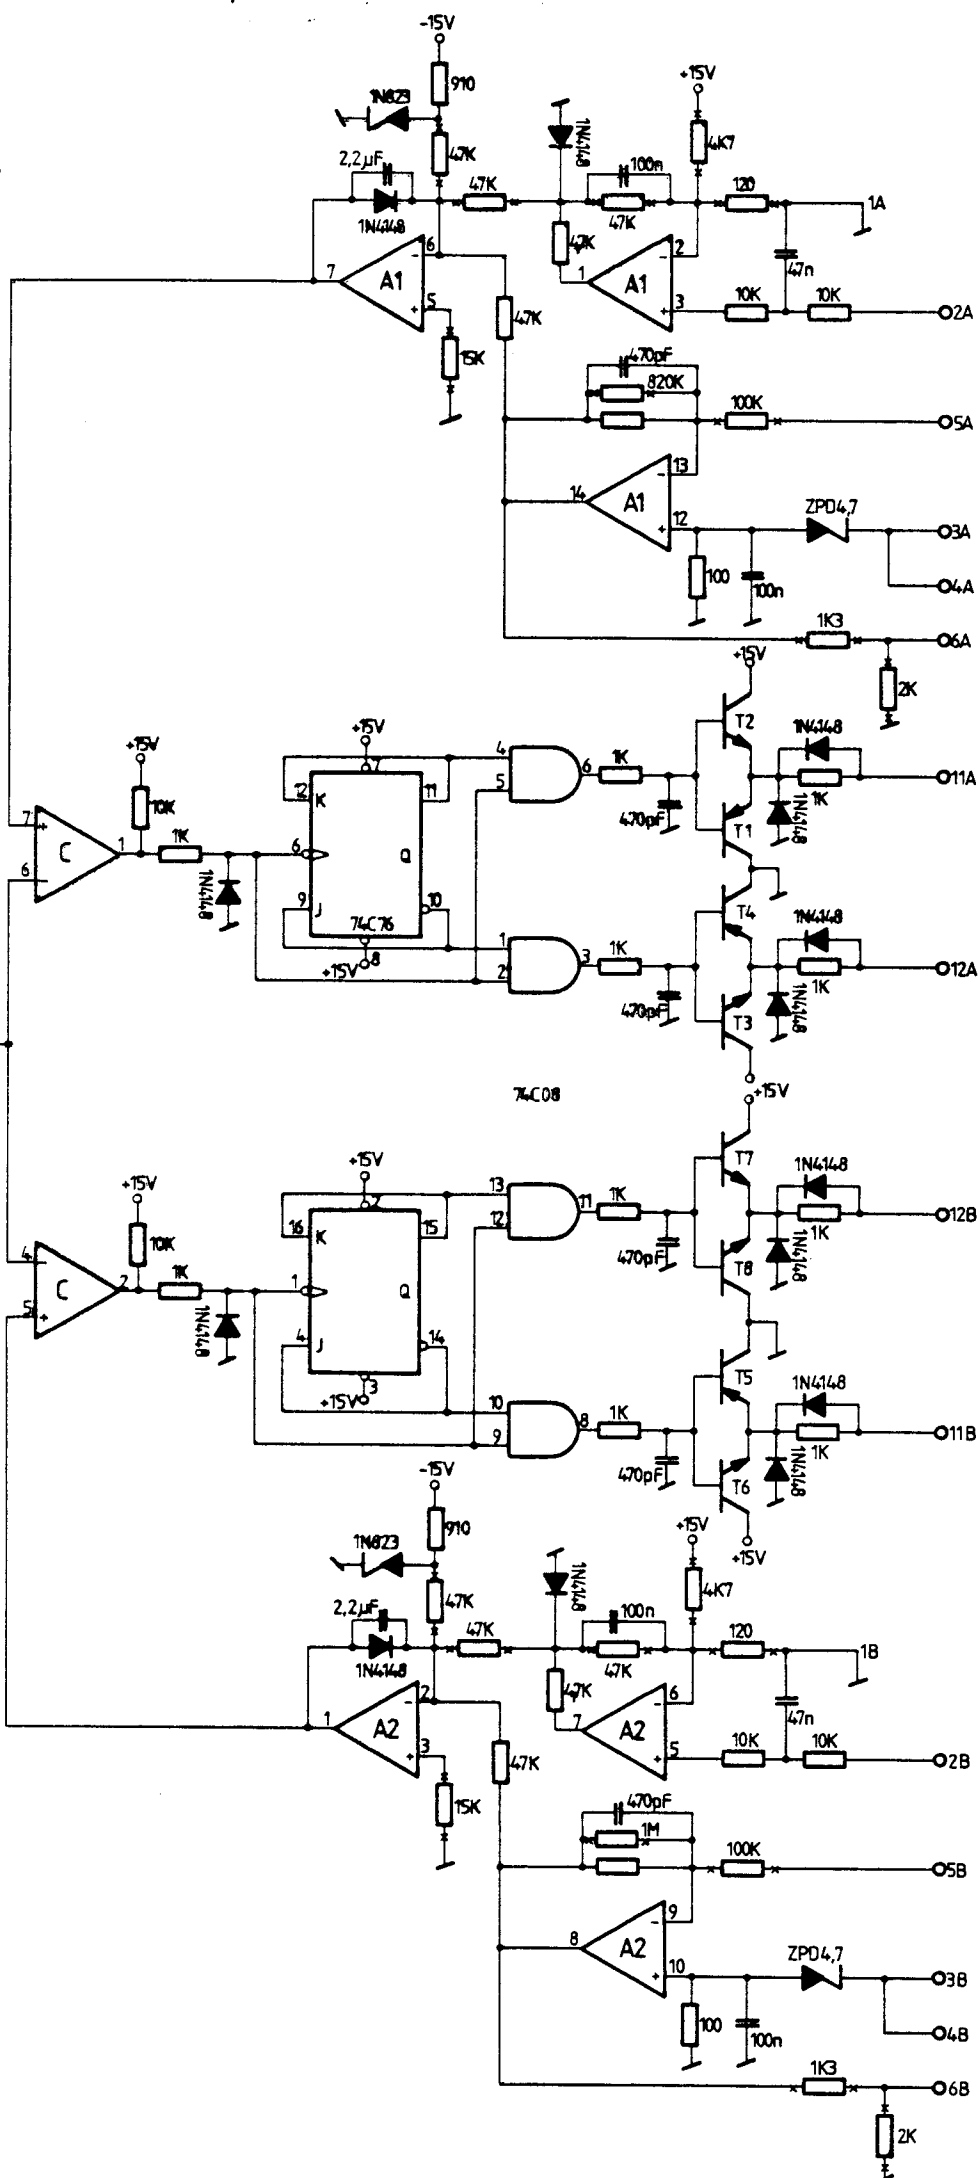 -15V
910
1N823
+15V
1N4148
4K7
47K
2,2µF
100n
47K
120
1A
1N4148
47K
47K
6
2
A1
A1
47n
7
1
5
3
10K
10K
2A
47K
15K
470pF
820K
100K
5A
13
14
A1
ZPD4,7
12
3A
100
100n
4A
1K3
6A
+15V
2K
T2
1N4148
+15V
+15V
7
4
6
1K
11A
12
K
11
5
10K
470pF
1N4148
1K
7
1K
T1
C
1
6
Q
6
1N4148
9
J
10
T4
1N4148
74C76
1
3
1K
12A
+15V
8
2
1K
470pF
1N4148
T3
74C08
+15V
T7
1N4148
+15V
+15V
2
13
11
1K
12B
16
K
15
12
10K
1K
470pF
1N4148
4
1K
T8
C
2
1
Q
5
1N4148
4
J
14
T5
3
1N4148
+15V
10
8
1K
11B
9
1K
470pF
1N4148
-15V
T6
910
+15V
+15V
1N823
1N4148
4K7
47K
2,2µF
100n
47K
120
1B
1N4148
47K
47K
2
6
A2
A2
47n
1
7
3
5
10K
10K
2B
47K
15K
470pF
1M
100K
5B
9
8
A2
ZPD4,7
10
3B
100
100n
4B
1K3
6B
2K